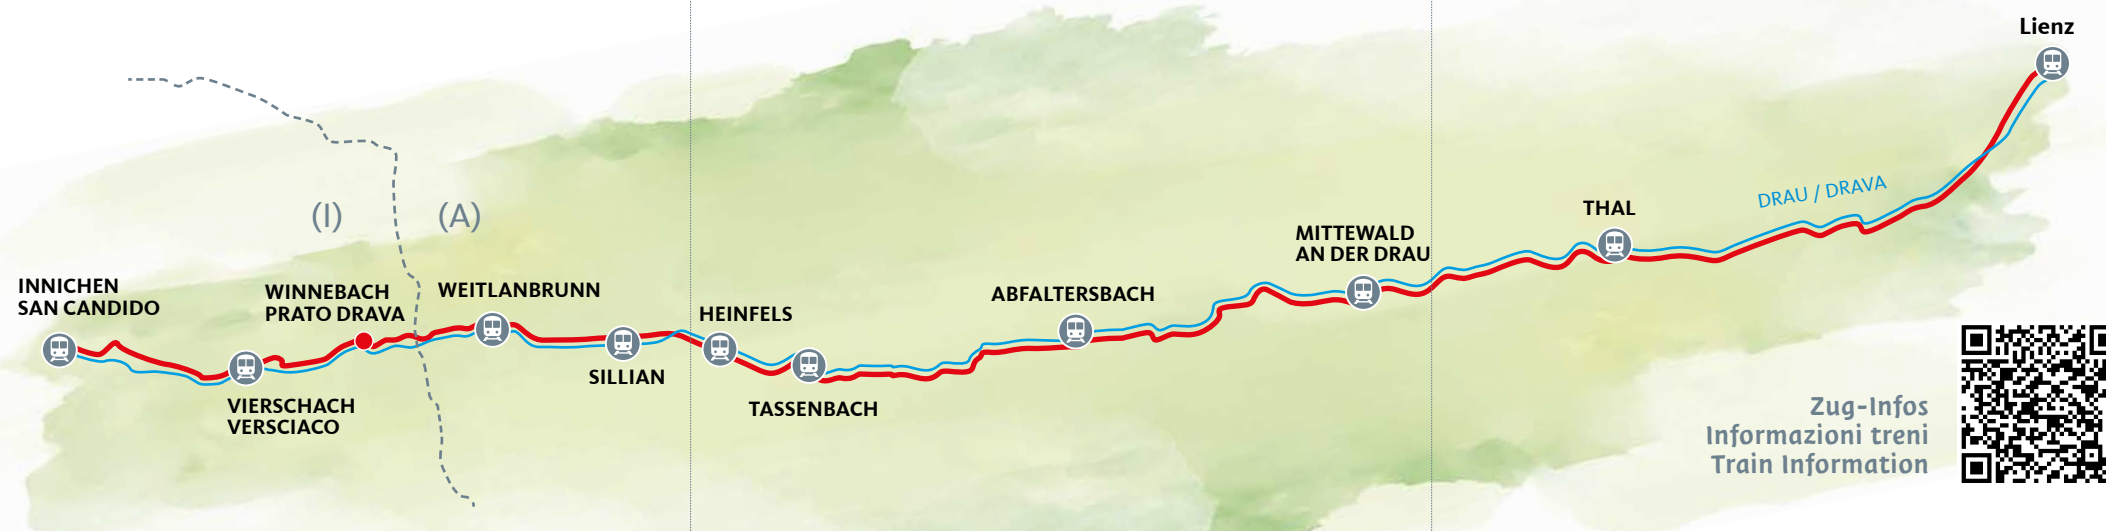 Lienz
DRAU / DRAVA
THAL
(I)
(A)
MITTEWALD
AN DER DRAU
INNICHEN
SAN CANDIDO
WINNEBACH
PRATO DRAVA
WEITLANBRUNN
ABFALTERSBACH
HEINFELS
SILLIAN
VIERSCHACH
VERSCIACO
TASSENBACH
Zug-Infos
Informazioni treni
Train Information